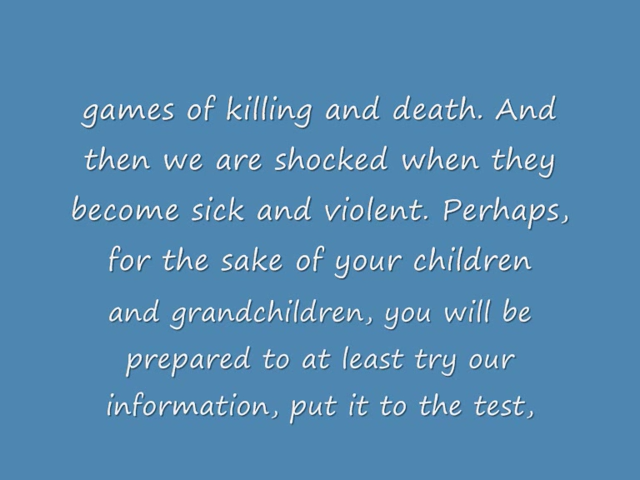 games of killing and death. And
then we are shocked when they
become sick and violent. Perhaps,
for the sake of your children
and grandchildren, you will be
prepared to at least try our
information, put it to the test,